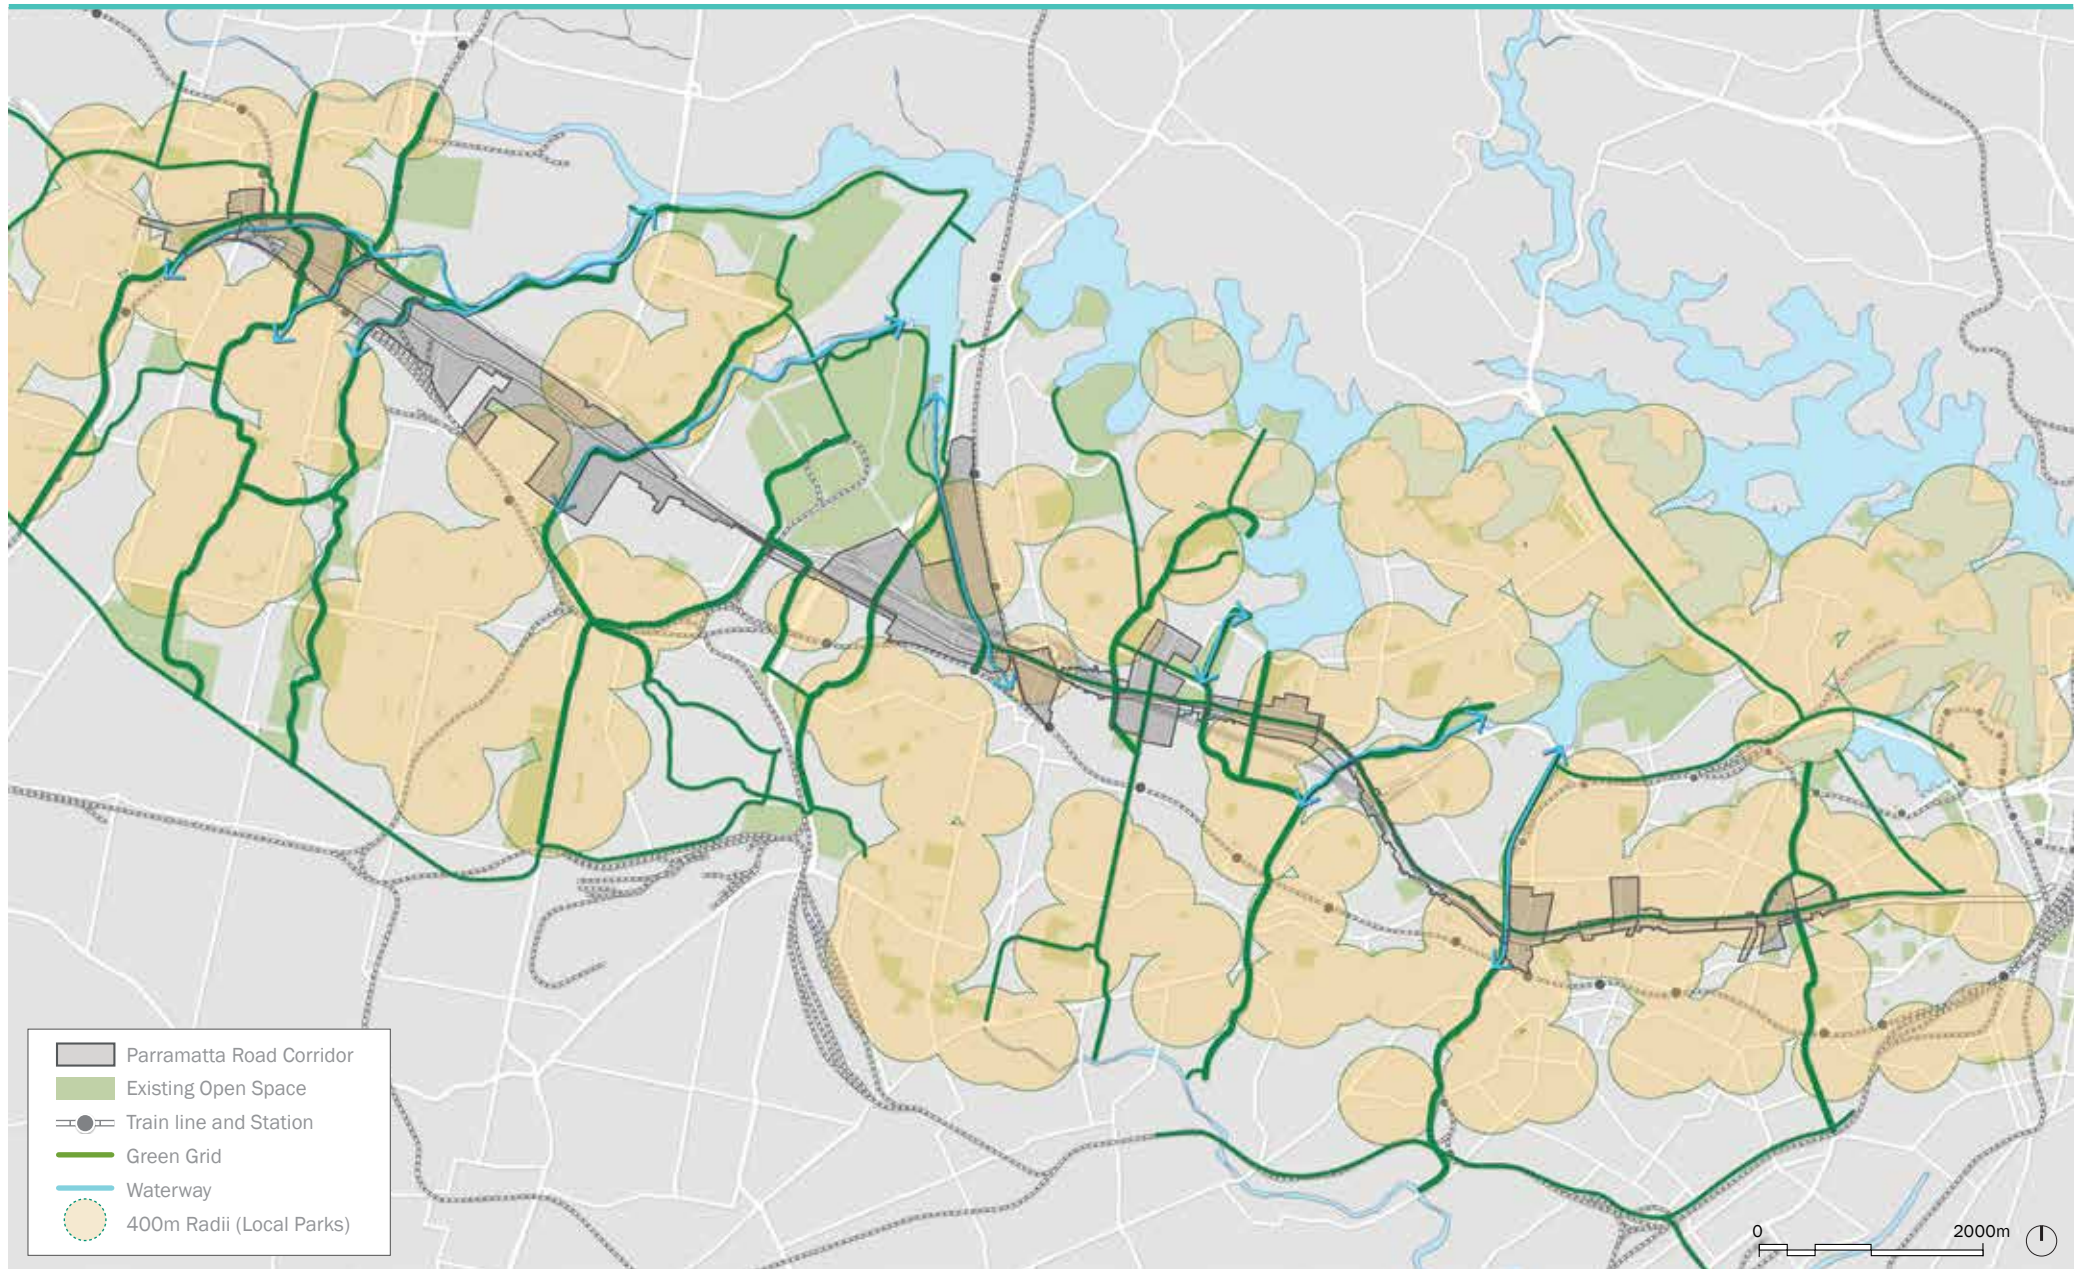 Parramatta Road Corridor
Existing Open Space
Train line and Station
Green Grid
Waterway
400m Radii (Local Parks)
0 2000m